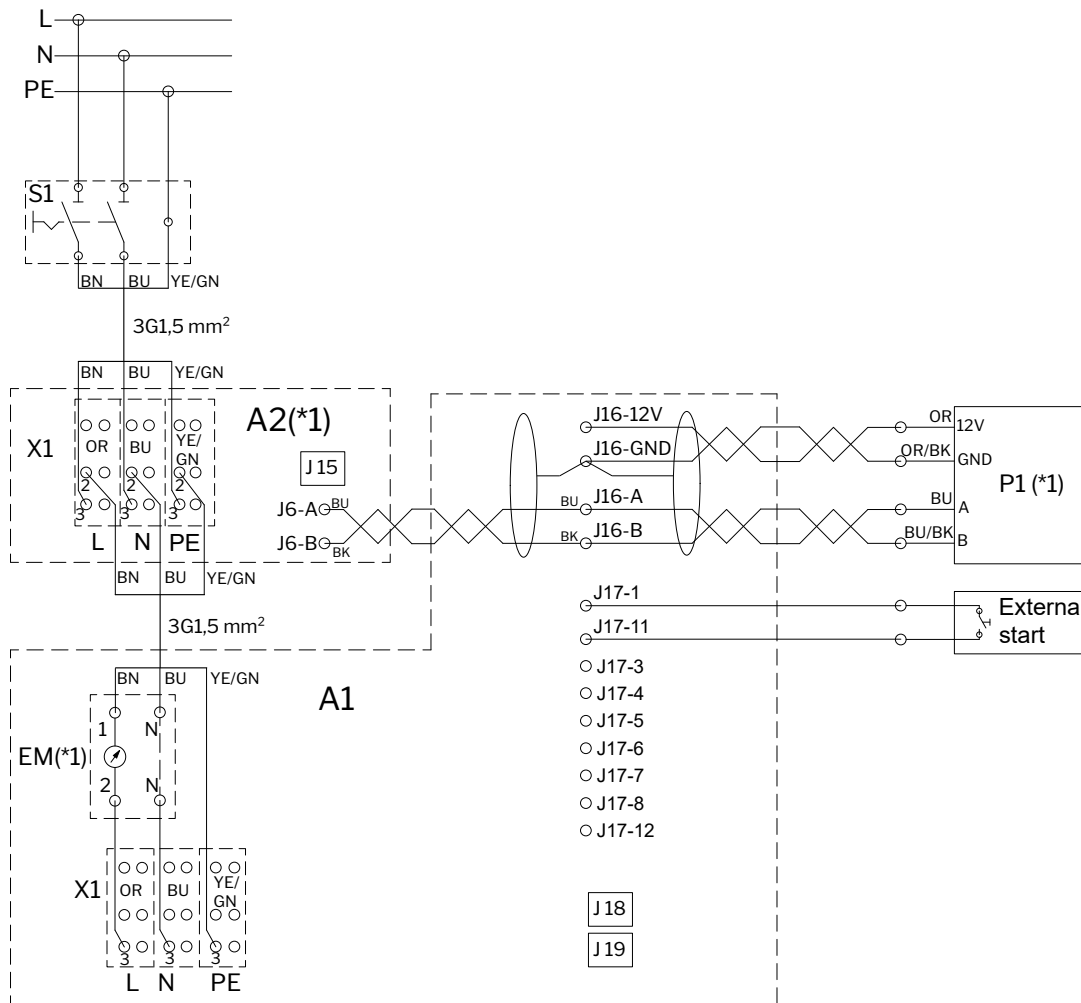 L
N
PE
S1
BN BU YE/GN
3G1,5 mm²
BN BU YE/GN
A2(*1)
X1
OR BU YE/
GN
2 2 2
3 3 3
L N PE
J 15
J6-A BU
J6-B BK
J16-12V
J16-GND
BU J16-A
BK J16-B
OR 12V
OR/BK GND
BU A
BU/BK B
P1 (*1)
BN BU YE/GN
3G1,5 mm²
J17-1
J17-11
Externa
start
J17-3
J17-4
J17-5
J17-6
J17-7
J17-8
J17-12
BN BU YE/GN
A1
1 N
EM(*1)
2 N
X1
OR BU YE/
GN
3 3 3
L N PE
J 18
J 19